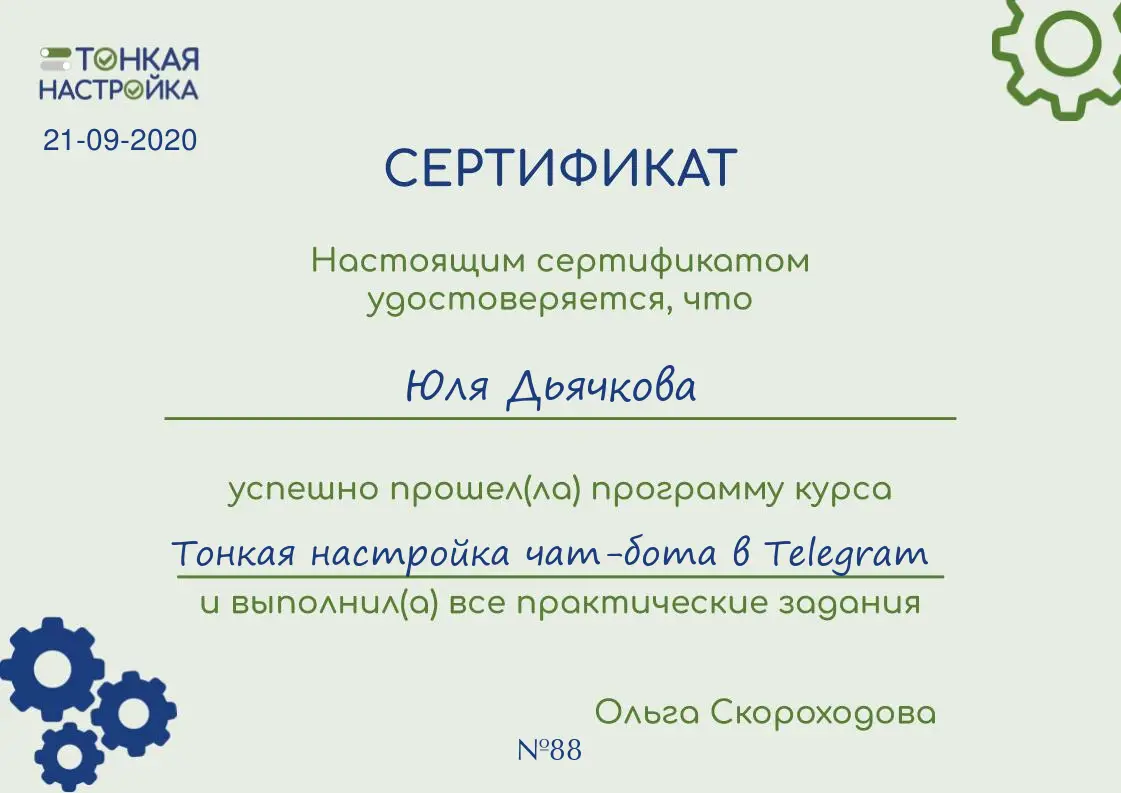 ТОНКАЯ
НАСТРОЙКА
21-09-2020
СЕРТИФИКАТ
Настоящим сертификатом
удостоверяется, что
Юля Дьячкова
успешно прошел(ла) программу курса
Тонкая настройка чат-бота в Telegram
и выполнил(а) все практические задания
Ольга Скороходова
№88